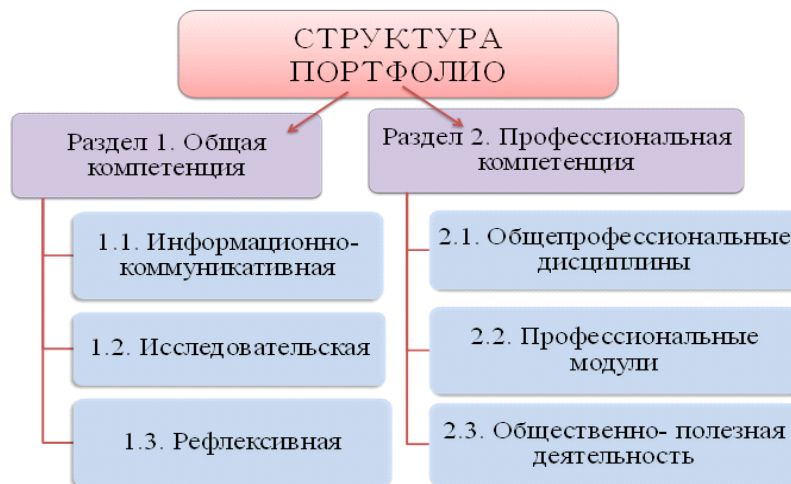 СТРУКТУРА
ПОРТФОЛИО
Раздел 1. Общая
компетенция
1.1. Информационно-
коммуникативная
1.2. Исследовательская
1.3. Рефлексивная
Раздел 2. Профессиональная
компетенция
2.1. Общепрофессиональные
дисциплины
2.2. Профессиональные
модули
2.3. Общественно- полезная
деятельность